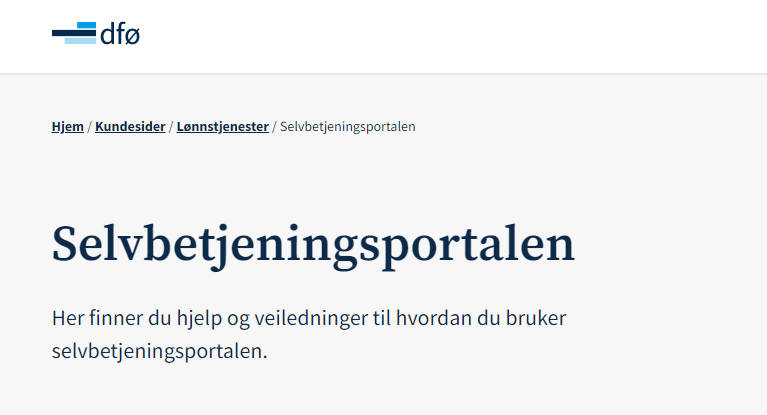 dfø
Hjem / Kundesider / Lønnstjenester / Selvbetjeningsportalen
Selvbetjeningsportalen
Her finner du hjelp og veiledninger til hvordan du bruker
selvbetjeningsportalen.